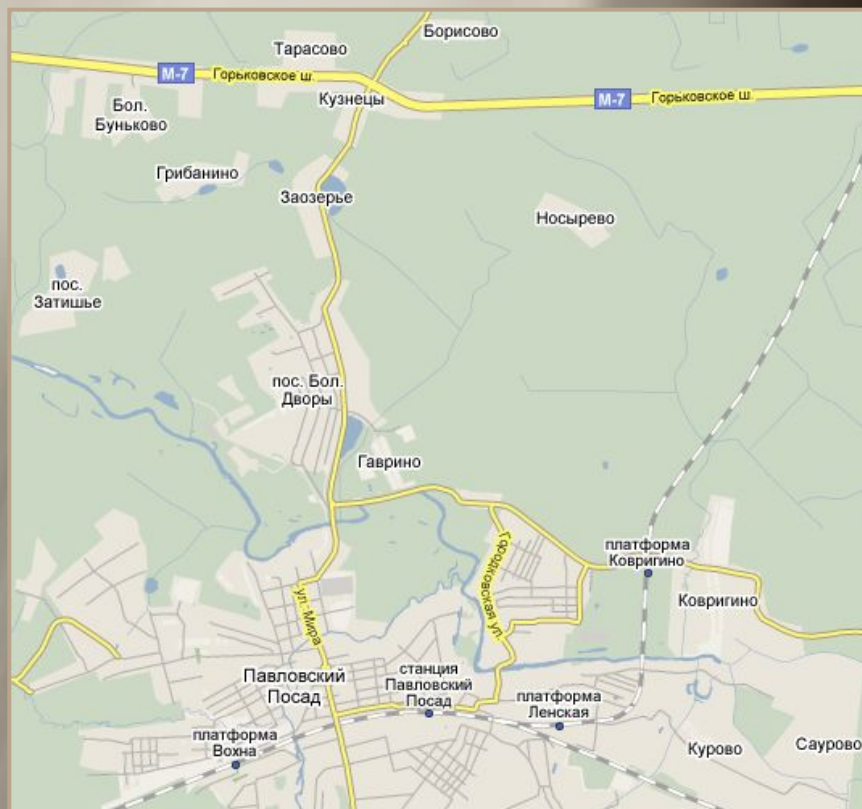 Борисово
Тарасово
М-7
Горьковское ш.
Кузнецы
М-7
Горьковское ш.
Бол.
Буньково
Грибанино
Заозерье
Носырево
пос.
Затишье
пос. Бол.
Дворы
Гаврино
Городковская ул.
платформа
Ковригино
Ковригино
ул. Мира
Павловский
Посад
станция
Павловский
Посад
платформа
Ленская
платформа
Вохна
Курово
Саурово